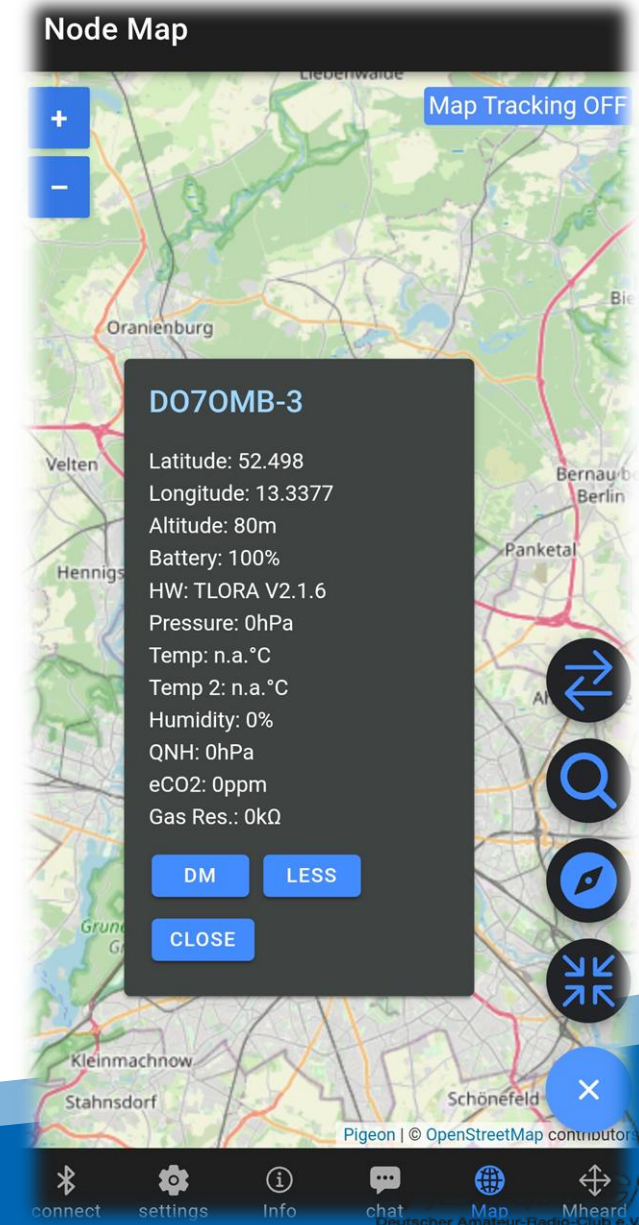 Node Map
Liebenwalde
+
Map Tracking OFF
−
Oranienburg
DO7OMB-3
Latitude: 52.498
Longitude: 13.3377
Altitude: 80m
Battery: 100%
HW: TLORA V2.1.6
Pressure: 0hPa
Temp: n.a.°C
Temp 2: n.a.°C
Humidity: 0%
QNH: 0hPa
eCO2: 0ppm
Gas Res.: 0kΩ
DM LESS
CLOSE
Velten
Bernau b
Berlin
Hennigs
Panketal
Grune
Kleinmachnow
Stahnsdorf
Schönefeld
Pigeon | © OpenStreetMap contributors
connect settings Info chat Map Mheard
Deutscher Amateur-Radio-Club